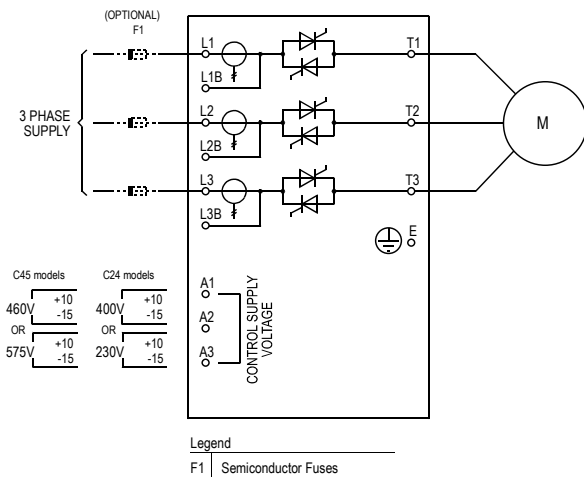 (OPTIONAL)
F1
L1
T1
L1B
3 PHASE
SUPPLY
L2
T2
M
L2B
L3
T3
L3B
E
C45 models
C24 models
460V +10 -15
400V +10 -15
OR
OR
575V +10 -15
230V +10 -15
A1
A2
A3
CONTROL SUPPLY
VOLTAGE
Legend
F1 Semiconductor Fuses